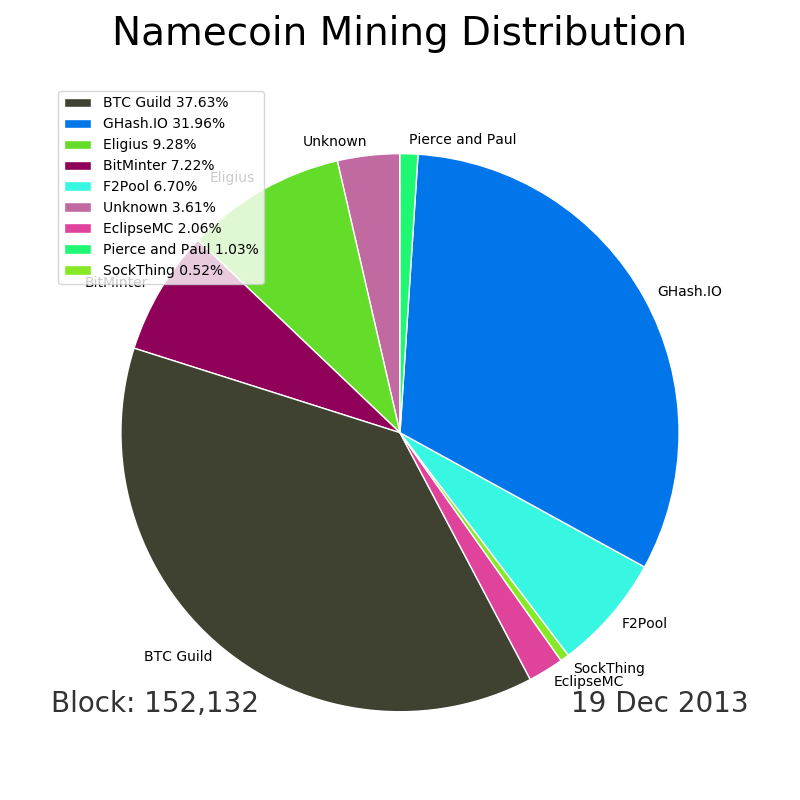 Namecoin Mining Distribution
BTC Guild 37.63%
GHash.IO 31.96%
Eligius 9.28%
BitMinter 7.22%
F2Pool 6.70%
Unknown 3.61%
EclipseMC 2.06%
Pierce and Paul 1.03%
SockThing 0.52%
Unknown
Pierce and Paul
Eligius
BitMinter
GHash.IO
F2Pool
BTC Guild
SockThing
EclipseMC
Block: 152,132
19 Dec 2013